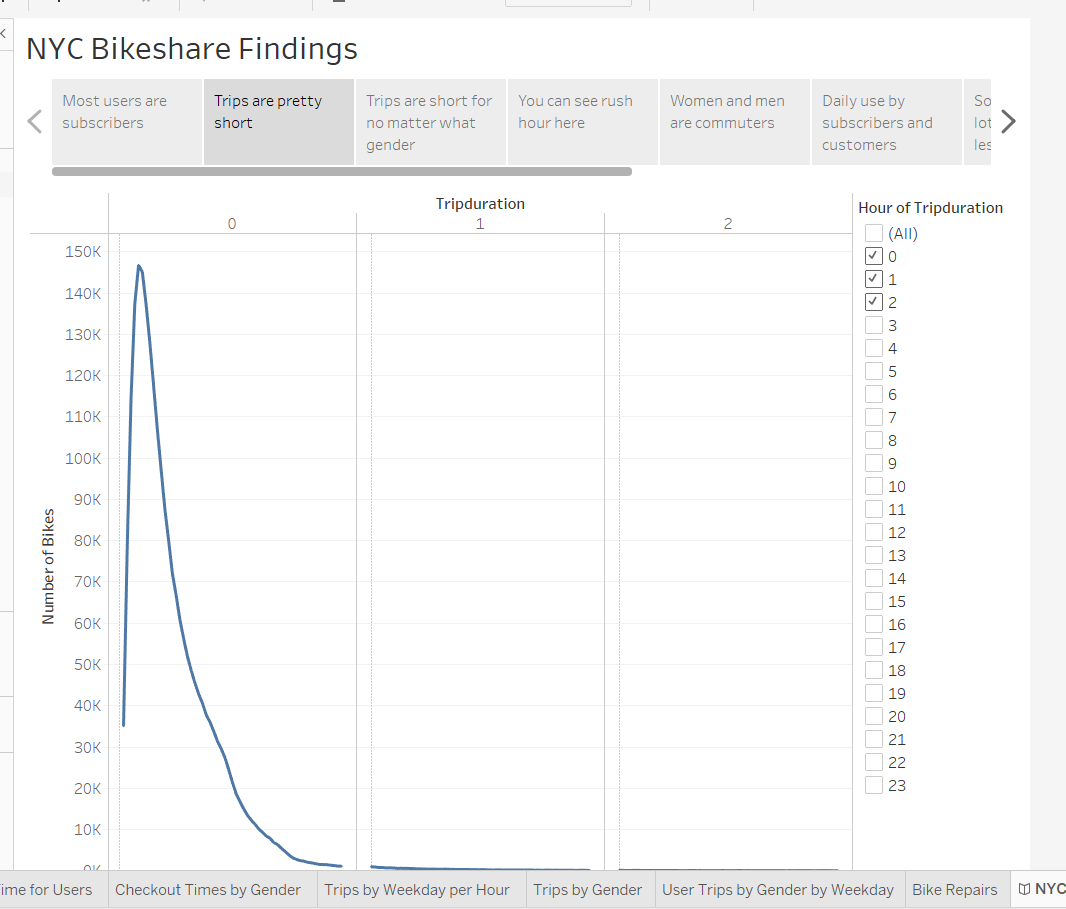 NYC Bikeshare Findings
Most users are
subscribers
Trips are pretty
short
Trips are short for
no matter what
gender
You can see rush
hour here
Women and men
are commuters
Daily use by
subscribers and
customers
Tripduration
0
1
2
150K
140K
130K
120K
110K
100K
90K
80K
70K
60K
50K
40K
30K
20K
10K
0K
Number of Bikes
Hour of Tripduration
(All)
0
1
2
3
4
5
6
7
8
9
10
11
12
13
14
15
16
17
18
19
20
21
22
23
for Users
Checkout Times by Gender
Trips by Weekday per Hour
Trips by Gender
User Trips by Gender by Weekday
Bike Repairs
NYC